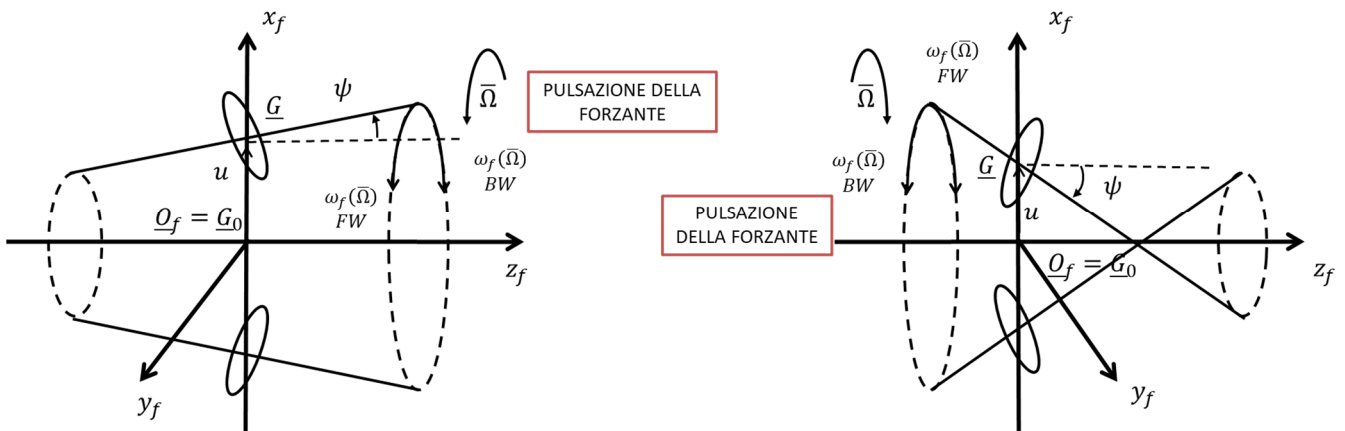 x_f
ψ
G
Ω̅
PULSAZIONE DELLA
FORZANTE
u
ω_f(Ω̅)
BW
ω_f(Ω̅)
FW
O_f = G_0
z_f
y_f
x_f
ω_f(Ω̅)
FW
Ω̅
ω_f(Ω̅)
BW
G
ψ
u
PULSAZIONE
DELLA FORZANTE
O_f = G_0
z_f
y_f